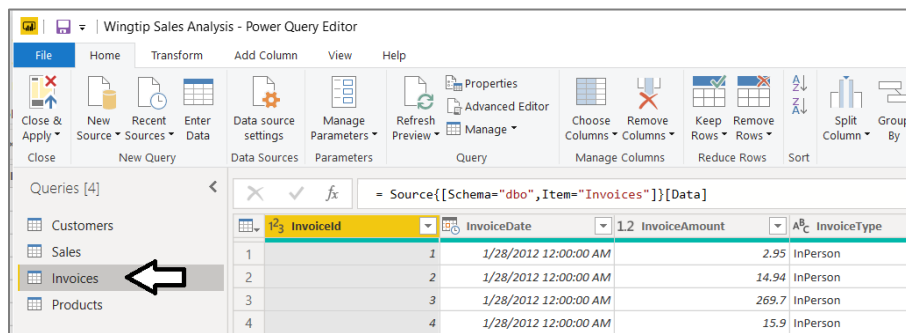 Wingtip Sales Analysis - Power Query Editor
File Home Transform Add Column View Help
Close & Apply
New Source
Recent Sources
Enter Data
Data source settings
Manage Parameters
Refresh Preview
Properties
Advanced Editor
Manage
Choose Columns
Remove Columns
Keep Rows
Remove Rows
Split Column
Group By
Close New Query Data Sources Parameters Query Manage Columns Reduce Rows Sort
Queries [4]
fx = Source{[Schema="dbo",Item="Invoices"]}[Data]
Customers
Sales
Invoices
Products
1²3 InvoiceId InvoiceDate 1.2 InvoiceAmount ABC InvoiceType
1 1 1/28/2012 12:00:00 AM 2.95 InPerson
2 2 1/28/2012 12:00:00 AM 14.94 InPerson
3 3 1/28/2012 12:00:00 AM 269.7 InPerson
4 4 1/28/2012 12:00:00 AM 15.9 InPerson